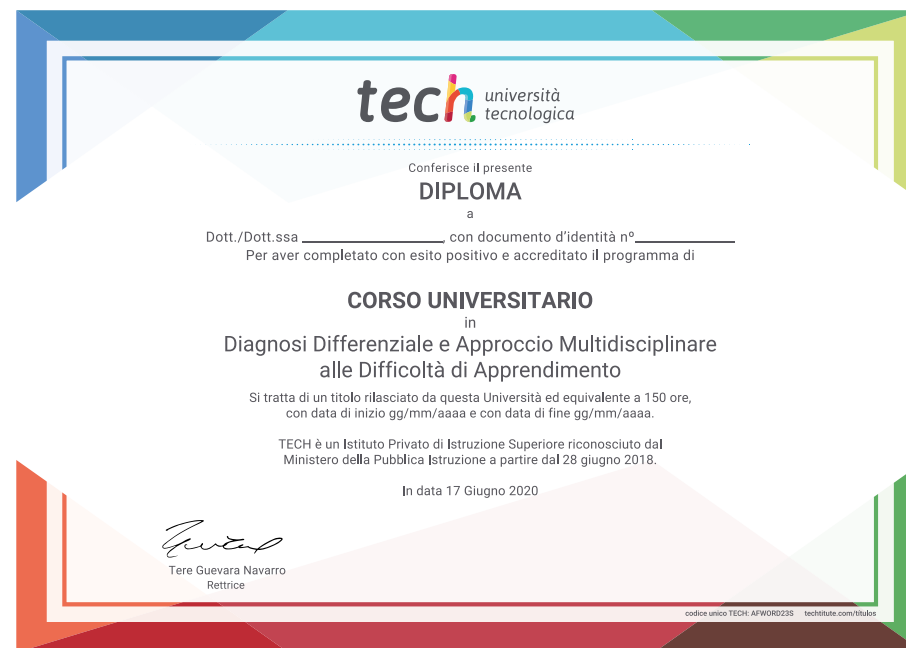 tech università
tecnologica
Conferisce il presente
DIPLOMA
a
Dott./Dott.ssa ________________, con documento d'identità nº____________
Per aver completato con esito positivo e accreditato il programma di
CORSO UNIVERSITARIO
in
Diagnosi Differenziale e Approccio Multidisciplinare
alle Difficoltà di Apprendimento
Si tratta di un titolo rilasciato da questa Università ed equivalente a 150 ore,
con data di inizio gg/mm/aaaa e con data di fine gg/mm/aaaa.
TECH è un Istituto Privato di Istruzione Superiore riconosciuto dal
Ministero della Pubblica Istruzione a partire dal 28 giugno 2018.
In data 17 Giugno 2020
Tere Guevara Navarro
Rettrice
codice unico TECH: AFWORD23S techtitute.com/títulos